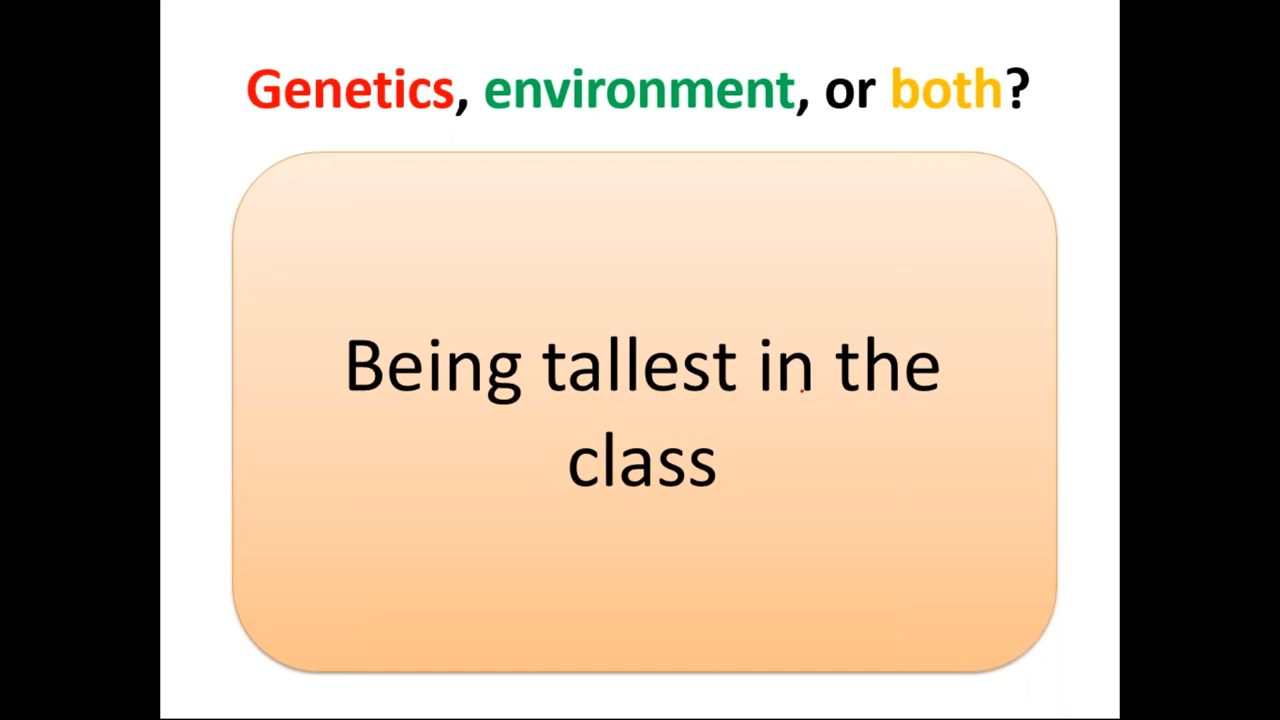 Genetics, environment, or both?
Being tallest in the
class